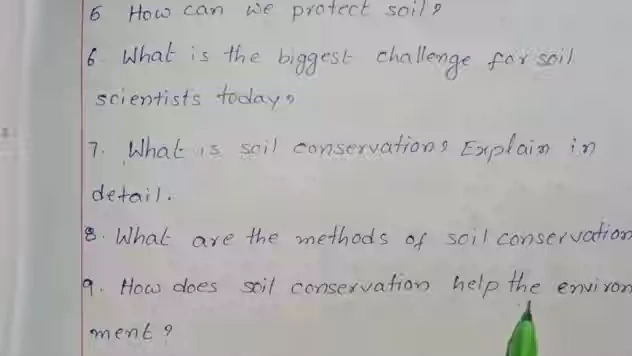 5 How can we protect soil?
6. What is the biggest challenge for soil
scientists today?
7. What is soil conservation? Explain in
detail.
8. What are the methods of soil conservation
9. How does soil conservation help the environ
ment?